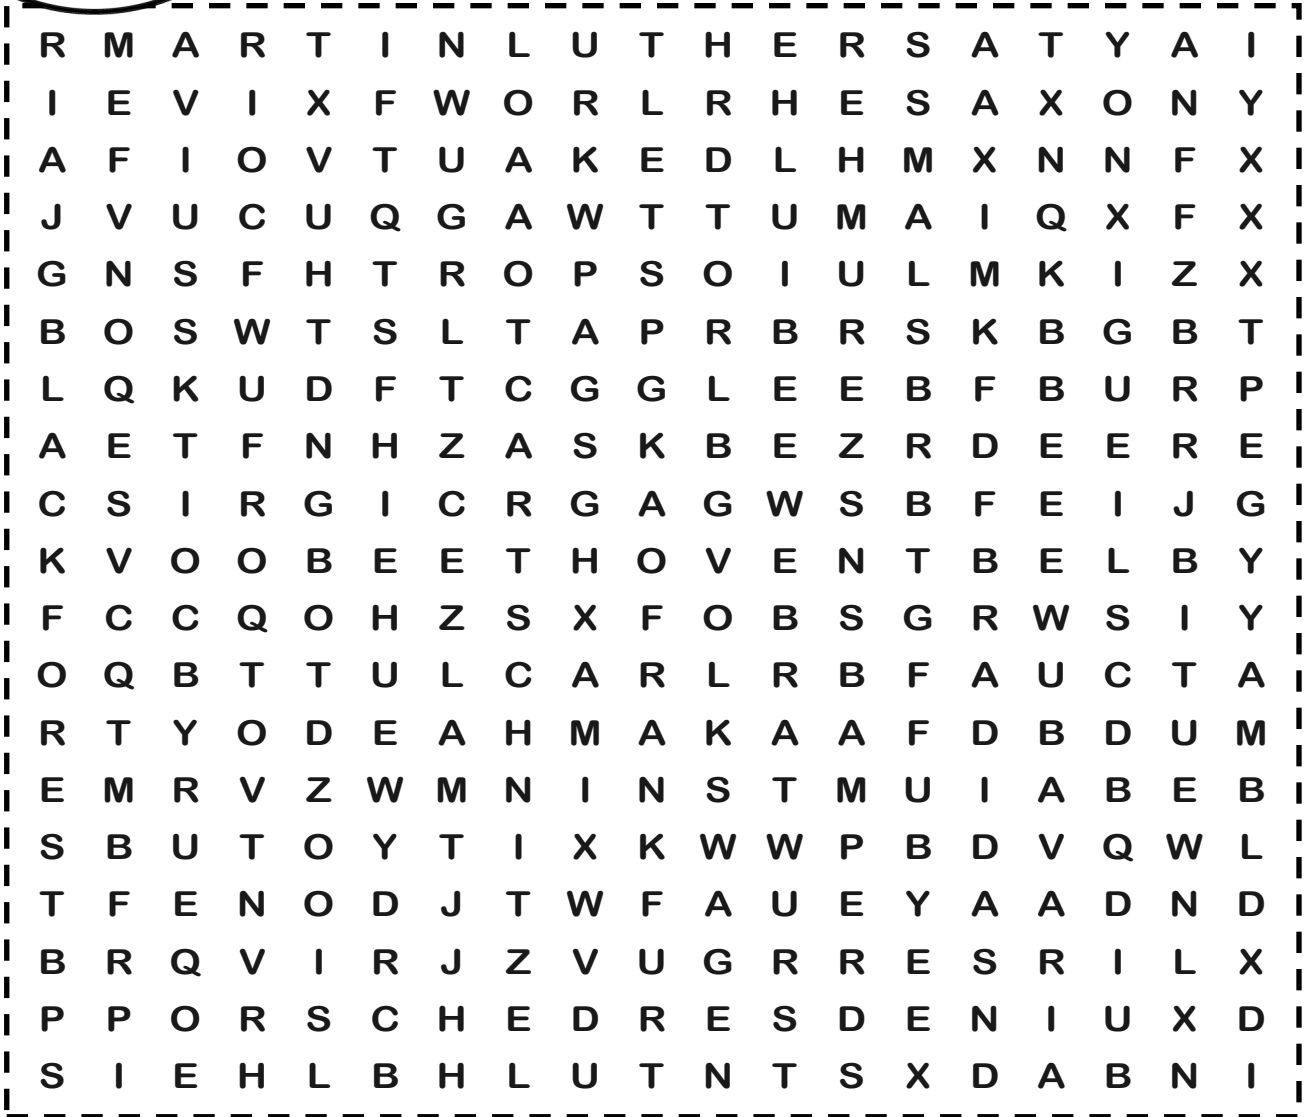 R M A R T I N L U T H E R S A T Y A I
I E V I X F W O R L R H E S A X O N Y
A F I O V T U A K E D L H M X N N F X
J V U C U Q G A W T T U M A I Q X F X
G N S F H T R O P S O I U L M K I Z X
B O S W T S L T A P R B R S K B G B T
L Q K U D F T C G G L E E B F B U R P
A E T F N H Z A S K B E Z R D E E R E
C S I R G I C R G A G W S B F E I J G
K V O O B E E T H O V E N T B E L B Y
F C C Q O H Z S X F O B S G R W S I Y
O Q B T T U L C A R L R B F A U C T A
R T Y O D E A H M A K A A F D B D U M
E M R V Z W M N I N S T M U I A B E B
S B U T O Y T I X K W W P B D V Q W L
T F E N O D J T W F A U E Y A A D N D
B R Q V I R J Z V U G R R E S R I L X
P P O R S C H E D R E S D E N I U X D
S I E H L B H L U T N T S X D A B N I